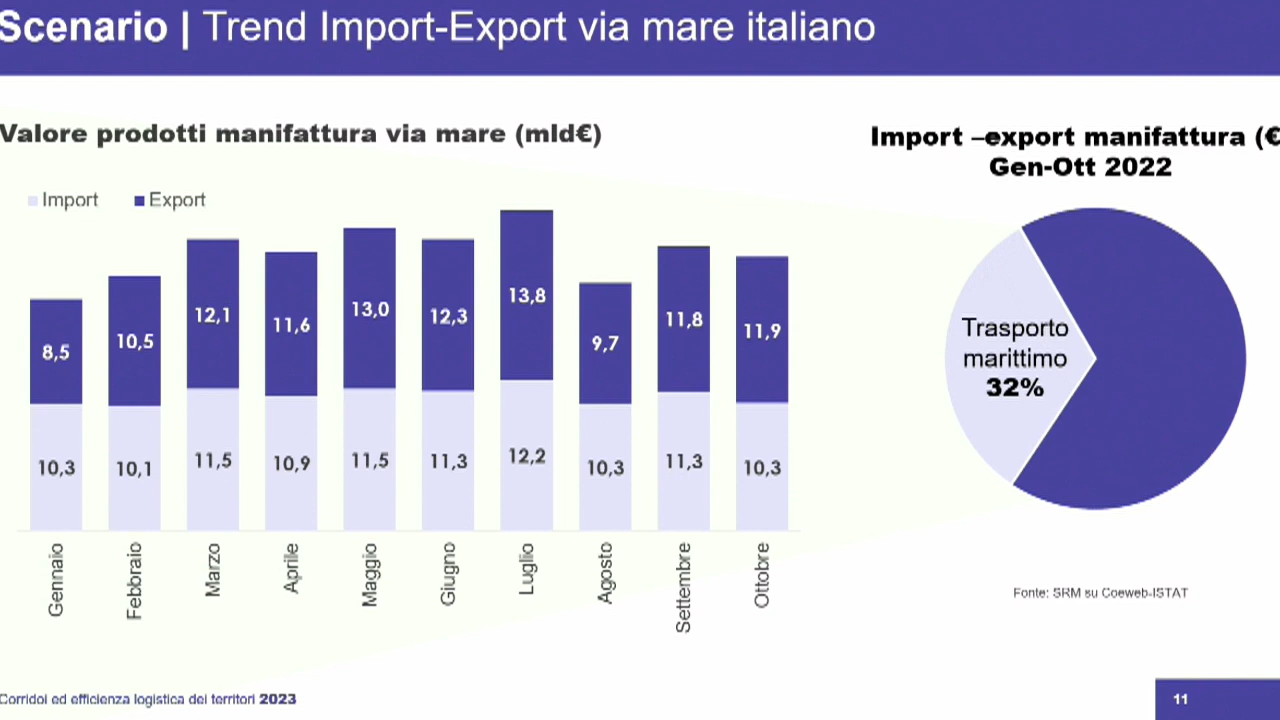 Scenario | Trend Import-Export via mare italiano
Valore prodotti manifattura via mare (mld€)
Import Export
8,5 10,5 12,1 11,6 13,0 12,3 13,8 9,7 11,8 11,9
10,3 10,1 11,5 10,9 11,5 11,3 12,2 10,3 11,3 10,3
Gennaio Febbraio Marzo Aprile Maggio Giugno Luglio Agosto Settembre Ottobre
Import –export manifattura (€
Gen-Ott 2022
Trasporto
marittimo
32%
Fonte: SRM su Coeweb-ISTAT
Corridoi ed efficienza logistica dei territori 2023
11